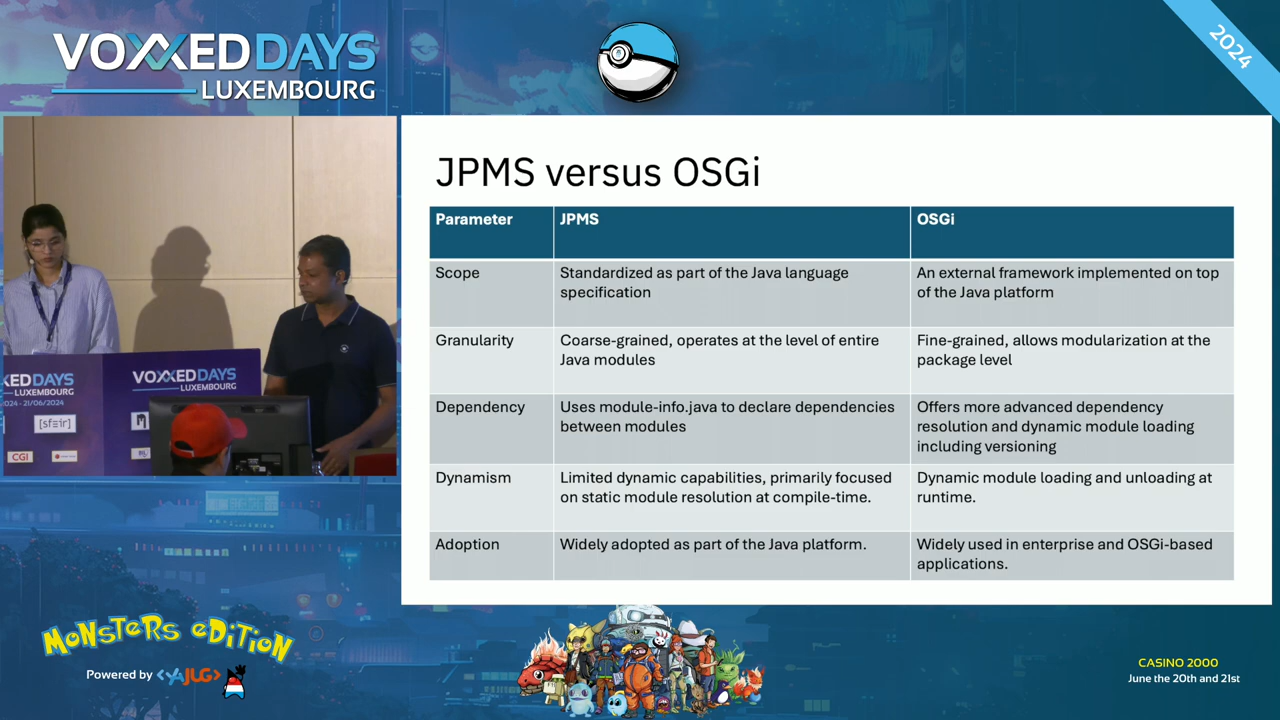 VOXXEDDAYS
LUXEMBOURG
2024
JPMS versus OSGi
Parameter
JPMS
OSGi
Scope
Standardized as part of the Java language
specification
An external framework implemented on top
of the Java platform
Granularity
Coarse-grained, operates at the level of entire
Java modules
Fine-grained, allows modularization at the
package level
Dependency
Uses module-info.java to declare dependencies
between modules
Offers more advanced dependency
resolution and dynamic module loading
including versioning
Dynamism
Limited dynamic capabilities, primarily focused
on static module resolution at compile-time.
Dynamic module loading and unloading at
runtime.
Adoption
Widely adopted as part of the Java platform.
Widely used in enterprise and OSGi-based
applications.
XEDDAYS
LUXEMBOURG
2024 - 21/06/2024
[sfeir]
CGI
VOXXEDDAYS
LUXEMBOURG
MONSTERS EDITION
Powered by <YAJUG>
CASINO 2000
June the 20th and 21st